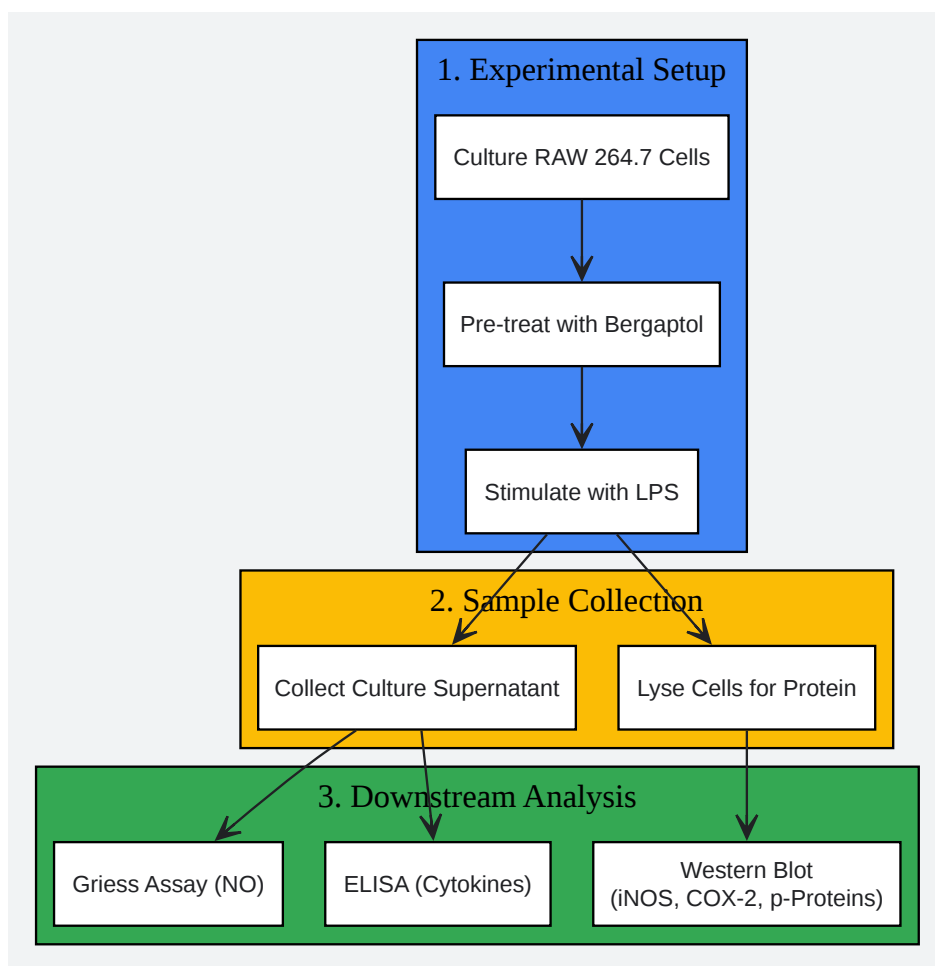 1. Experimental Setup
Culture RAW 264.7 Cells
Pre-treat with Bergaptol
Stimulate with LPS
2. Sample Collection
Collect Culture Supernatant
Lyse Cells for Protein
3. Downstream Analysis
Griess Assay (NO)
ELISA (Cytokines)
Western Blot
(iNOS, COX-2, p-Proteins)